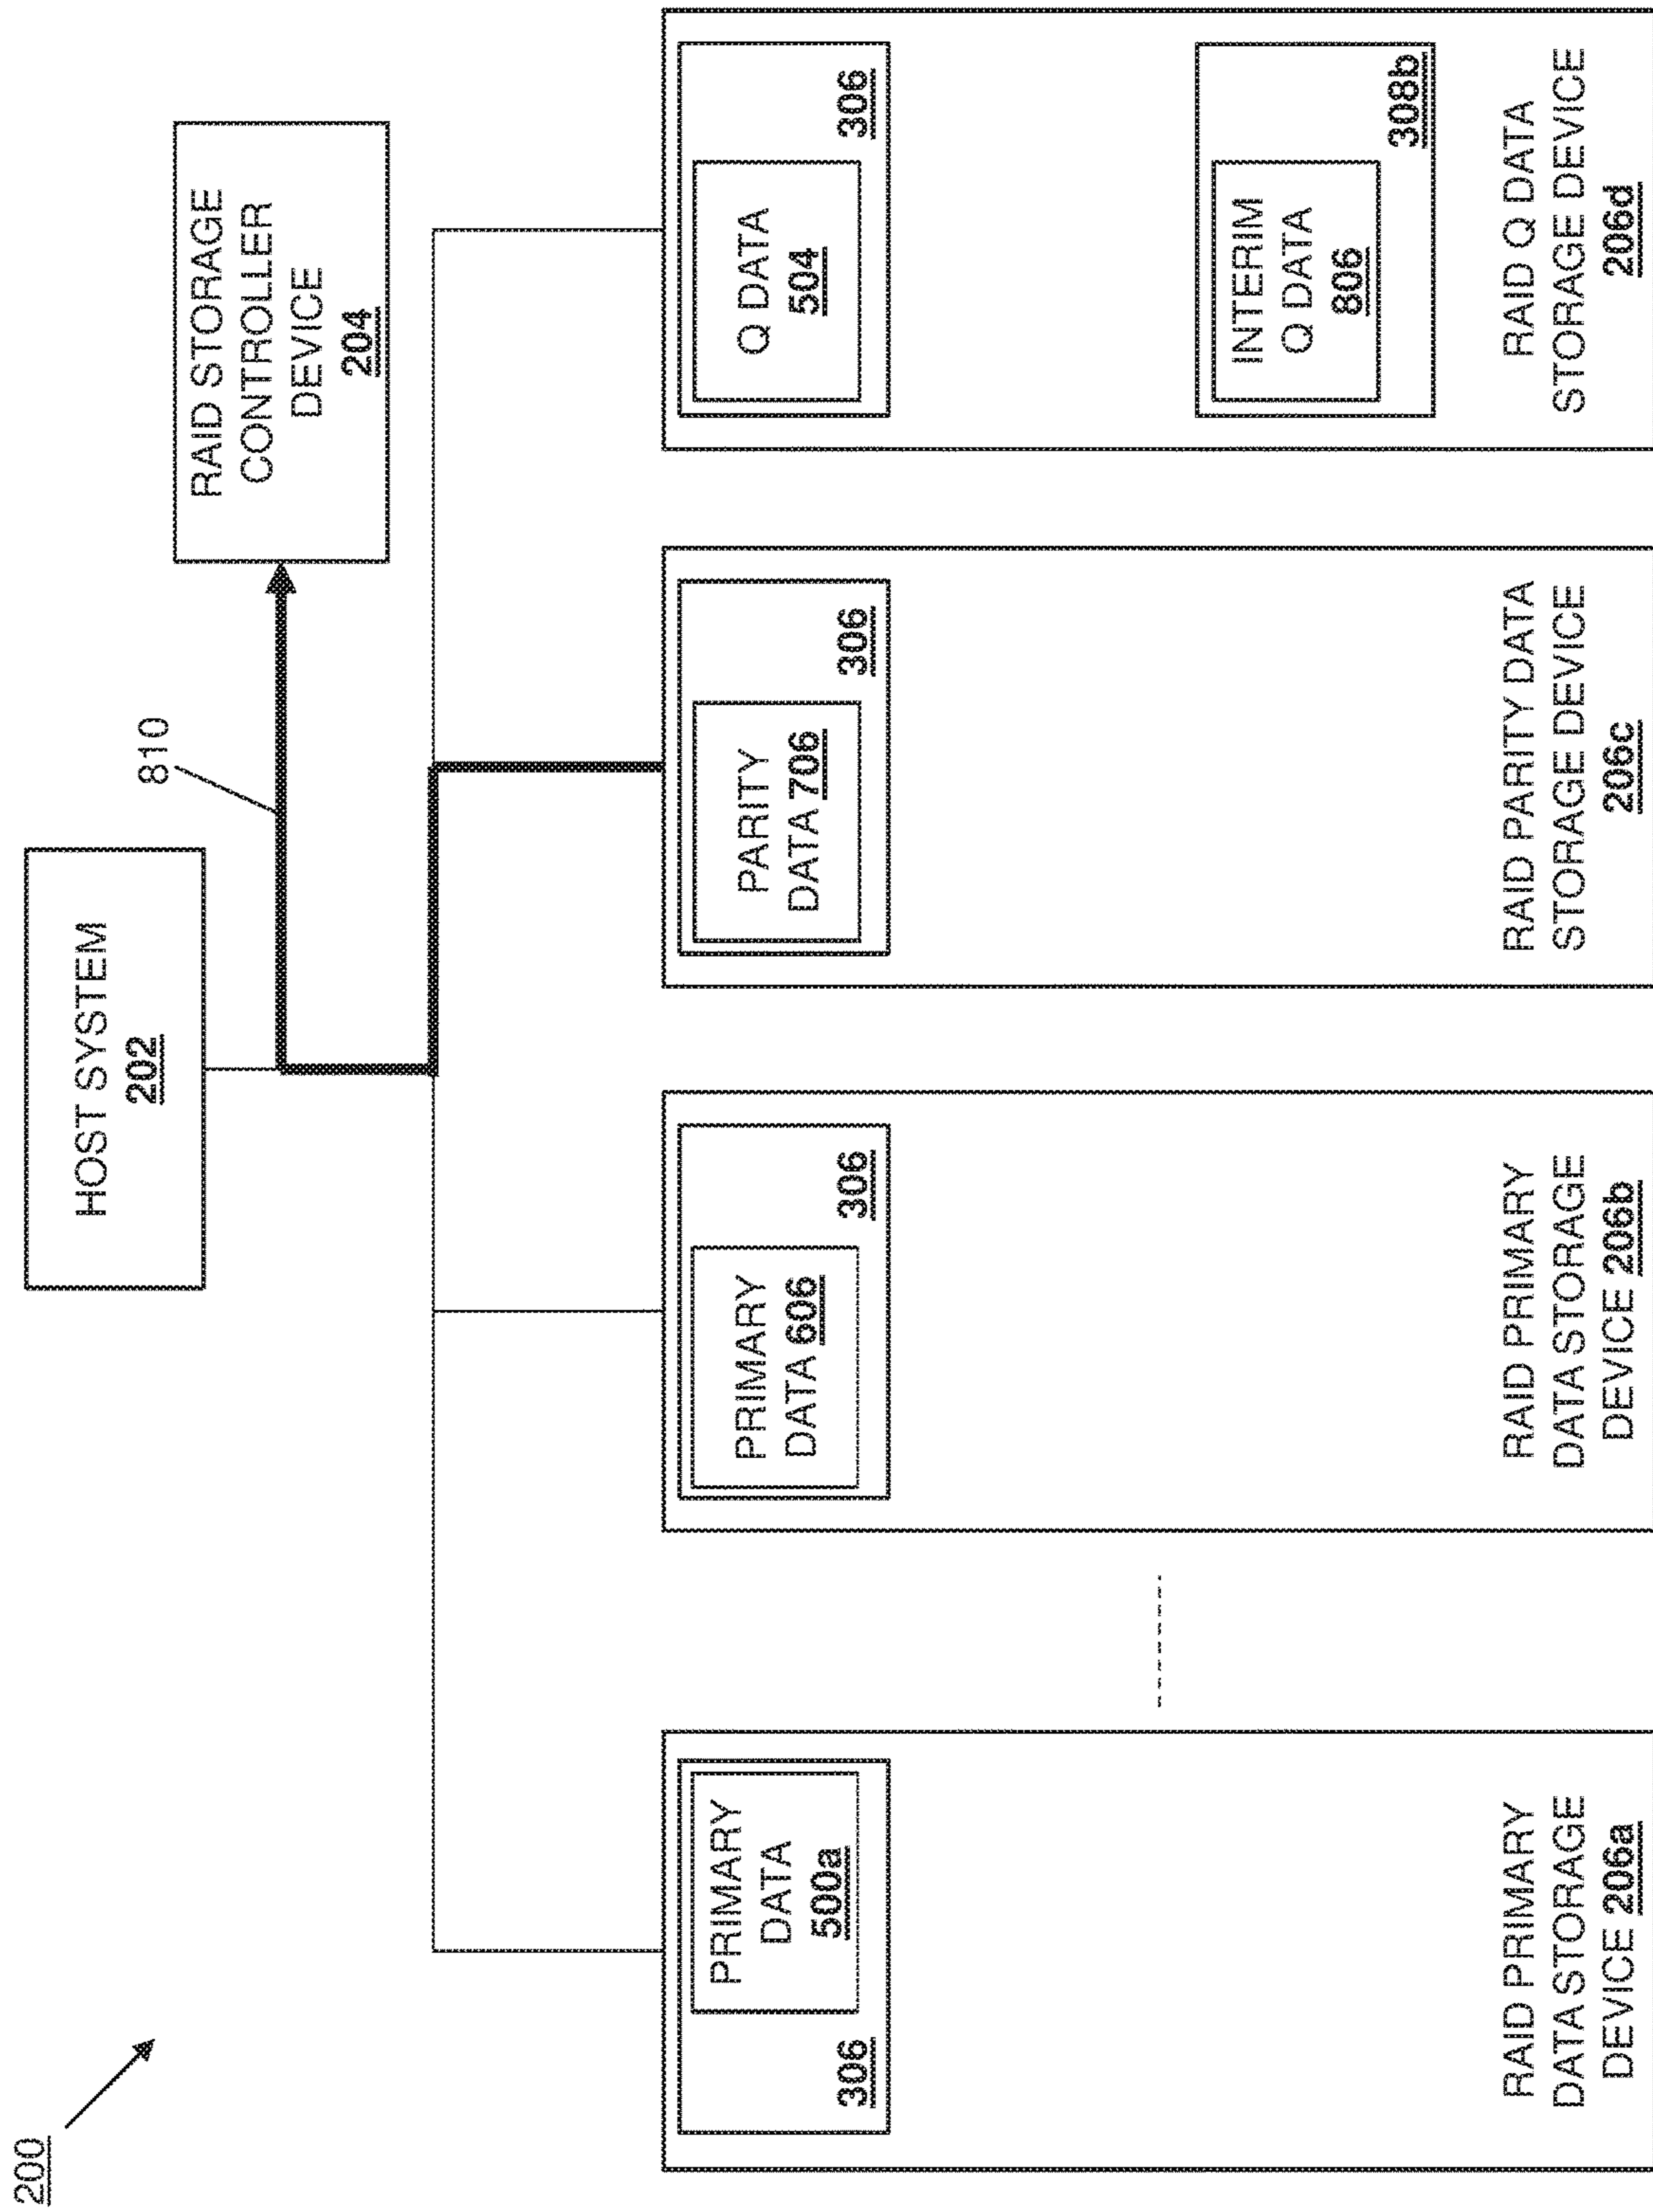 200
HOST SYSTEM
202
810
RAID STORAGE
CONTROLLER
DEVICE
204
PRIMARY
DATA
500a
306
RAID PRIMARY
DATA STORAGE
DEVICE 206a
PRIMARY
DATA 606
306
RAID PRIMARY
DATA STORAGE
DEVICE 206b
PARITY
DATA 706
306
RAID PARITY DATA
STORAGE DEVICE
206c
Q DATA
504
306
INTERIM
Q DATA
806
308b
RAID Q DATA
STORAGE DEVICE
206d